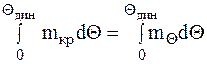 ∫₀^Θдин mкр dΘ = ∫₀^Θдин mΘ dΘ